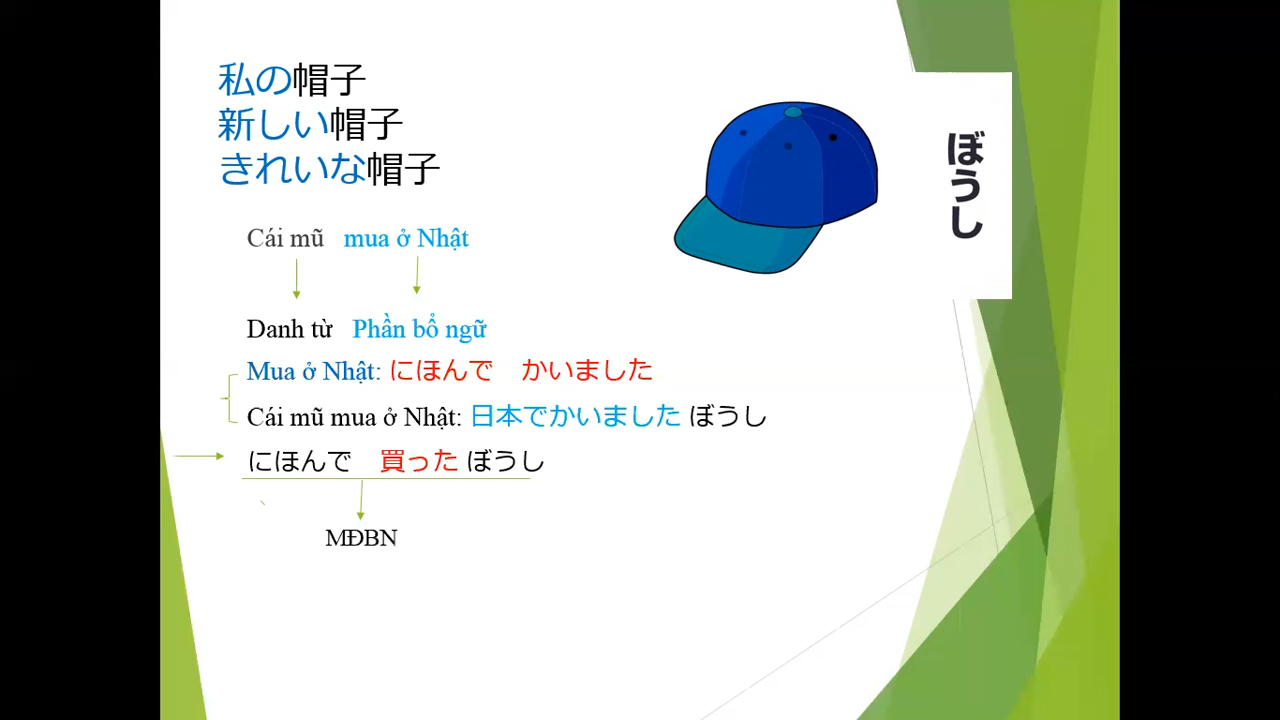 私の帽子
新しい帽子
きれいな帽子
ぼうし
Cái mũ mua ở Nhật
Danh từ Phần bổ ngữ
Mua ở Nhật: にほんで　かいました
Cái mũ mua ở Nhật: 日本でかいました ぼうし
にほんで　買った ぼうし
MĐBN